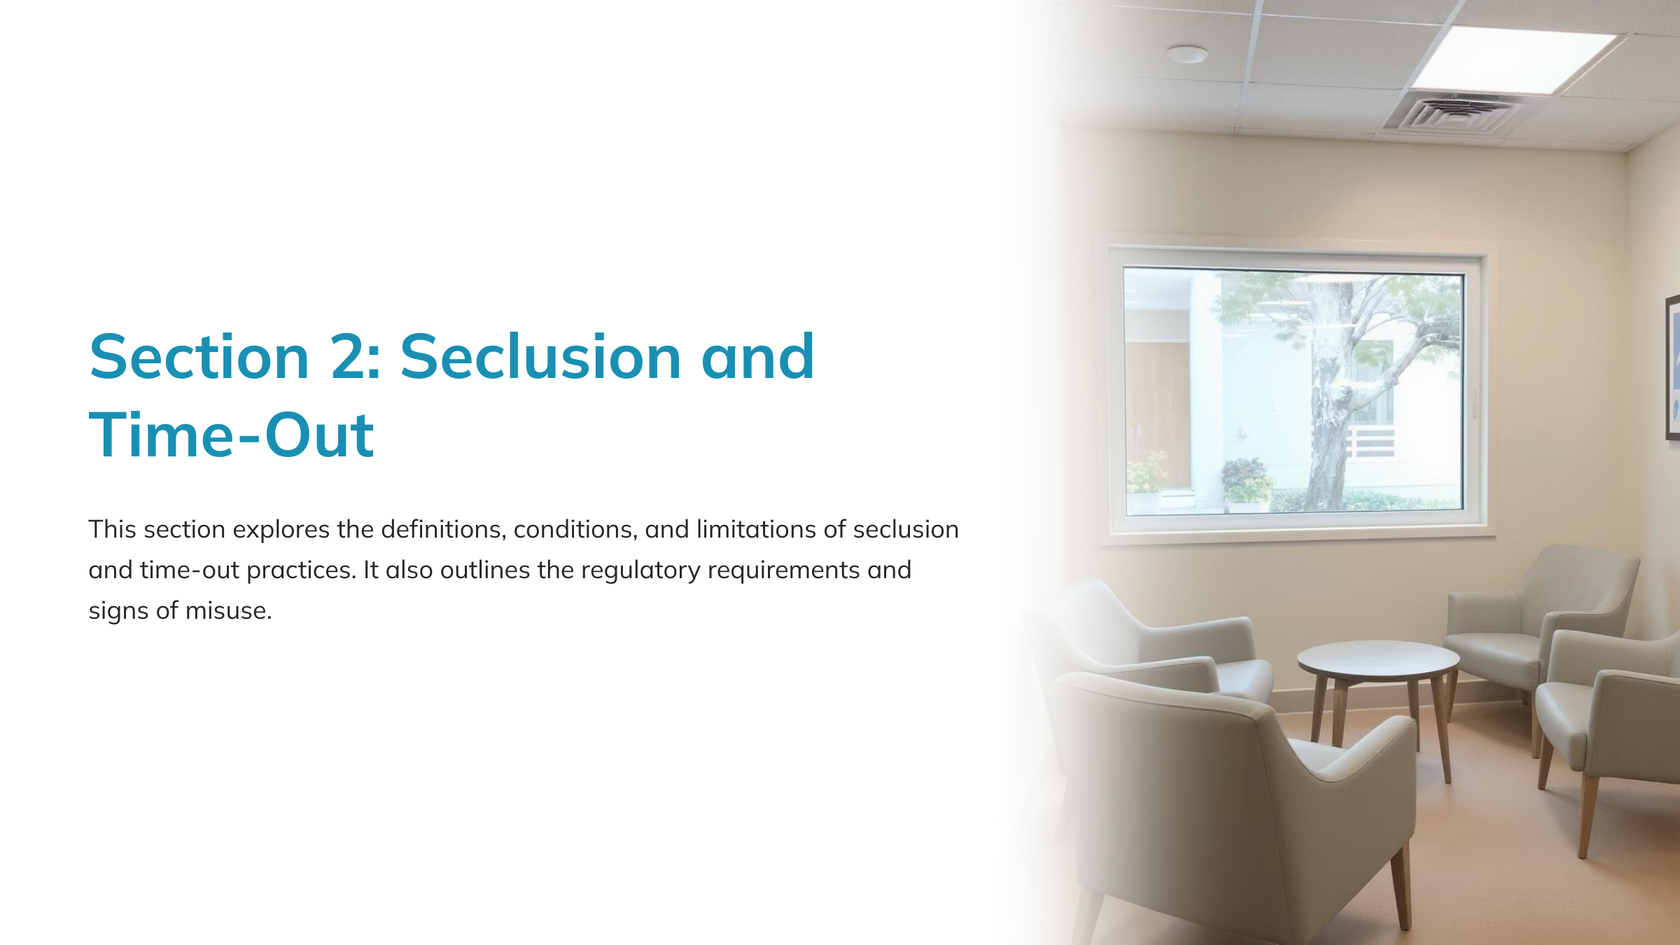 Section 2: Seclusion and
Time-Out
This section explores the definitions, conditions, and limitations of seclusion
and time-out practices. It also outlines the regulatory requirements and
signs of misuse.